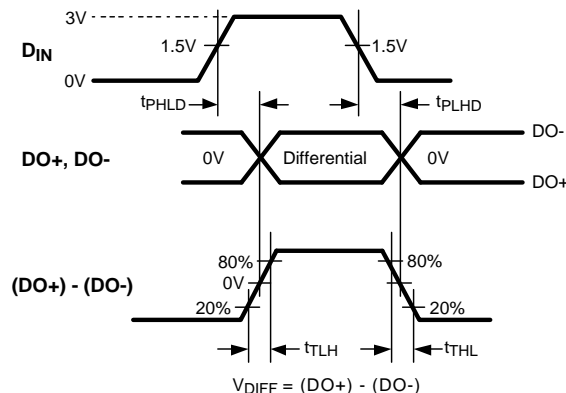 3V
1.5V 1.5V
DIN
0V
tPHLD tPLHD
DO-
DO+, DO- 0V Differential 0V
DO+
80% 80%
(DO+) - (DO-) 0V
20% 20%
tTLH tTHL
VDIFF = (DO+) - (DO-)